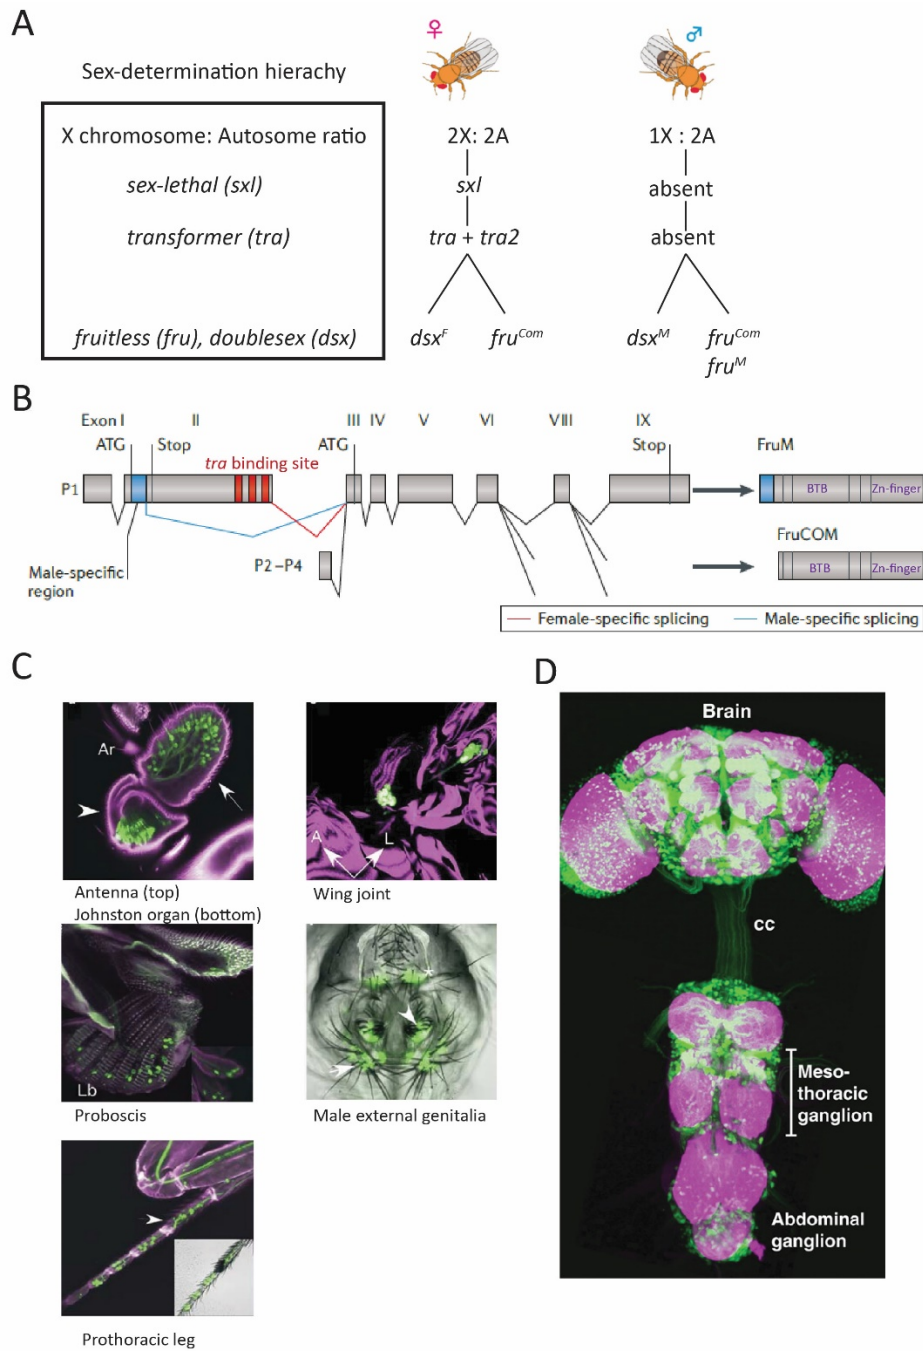 A
♀
♂
Sex-determination hierachy
X chromosome: Autosome ratio
2X: 2A
1X : 2A
sex-lethal (sxl)
sxl
absent
transformer (tra)
tra + tra2
absent
fruitless (fru), doublesex (dsx)
dsxF
fruCom
dsxM
fruCom
fruM
B
Exon I II III IV V VI VIII IX
ATG Stop ATG Stop FruM
tra binding site
P1
BTB Zn-finger
FruCOM
Male-specific
region
P2–P4
BTB Zn-finger
Female-specific splicing Male-specific splicing
C
Ar
Antenna (top)
Johnston organ (bottom)
A L
Wing joint
Lb
Proboscis
Male external genitalia
Prothoracic leg
D
Brain
cc
Meso-
thoracic
ganglion
Abdominal
ganglion